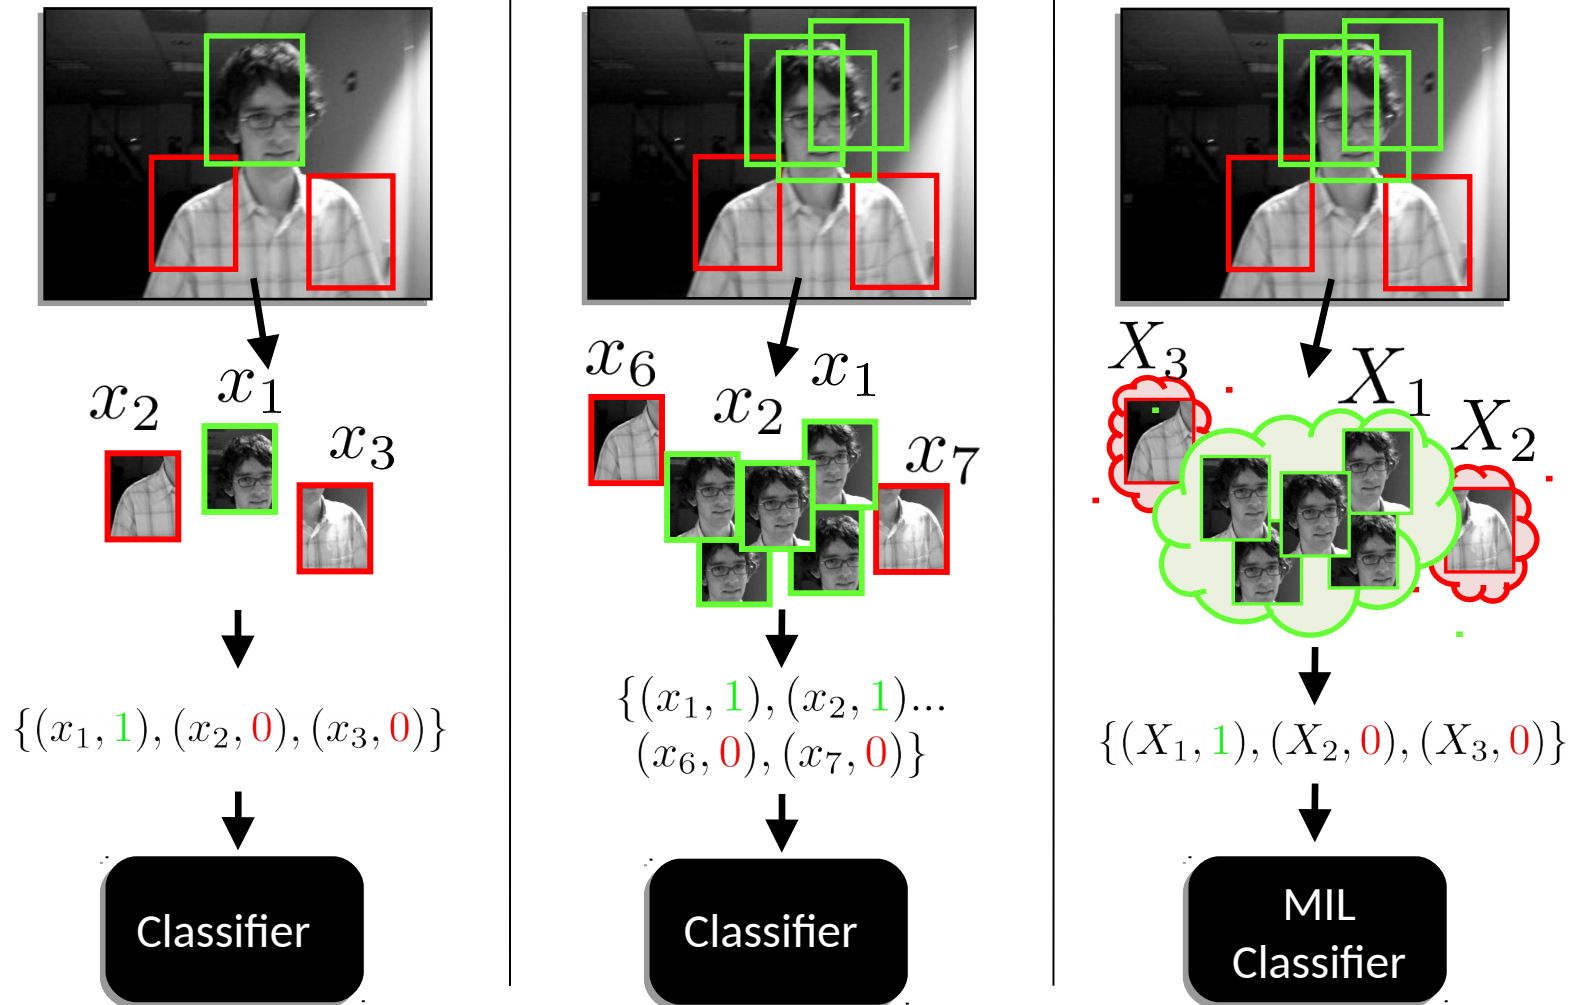 x₂ x₁ x₃
{(x₁, 1), (x₂, 0), (x₃, 0)}
Classifier
x₆ x₂ x₁ x₇
{(x₁, 1), (x₂, 1)...
(x₆, 0), (x₇, 0)}
Classifier
X₃ X₁ X₂
{(X₁, 1), (X₂, 0), (X₃, 0)}
MIL
Classifier